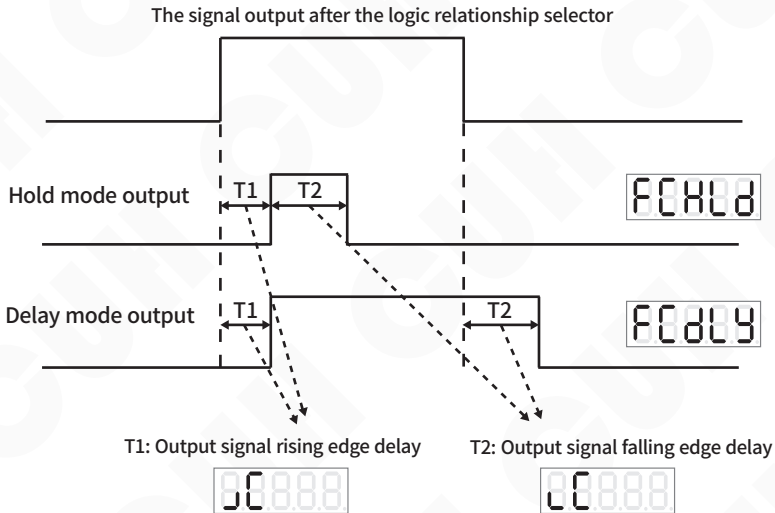 The signal output after the logic relationship selector
T1 T2
Hold mode output
FCHLd
T1 T2
Delay mode output
FCdLY
T1: Output signal rising edge delay
T2: Output signal falling edge delay